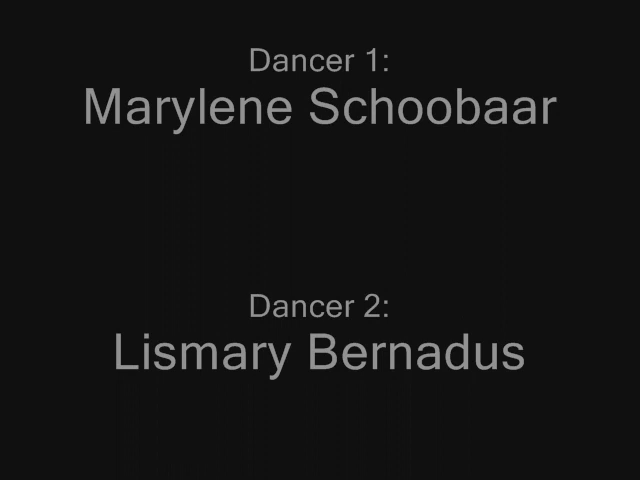 Dancer 1:
Marylene Schoobaar
Dancer 2:
Lismary Bernadus